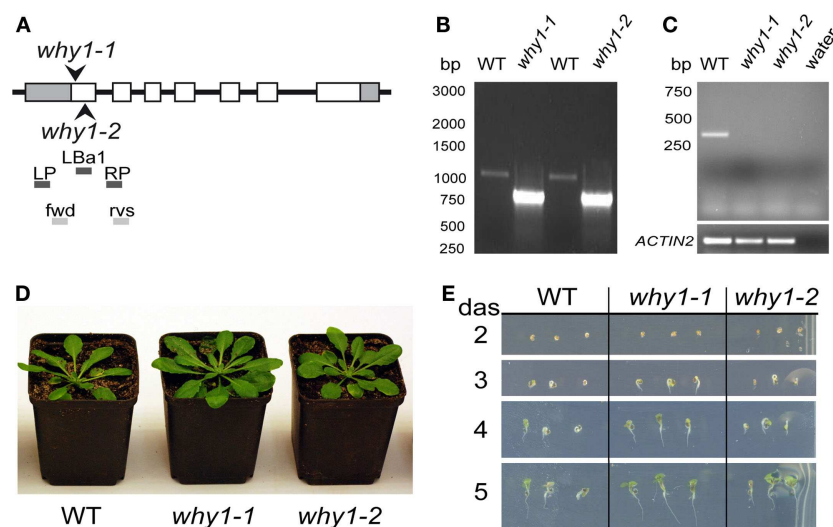 A
why1-1
why1-2
LBa1
LP
RP
fwd
rvs
B
bp
WT
why1-1
WT
why1-2
3000
2000
1500
1000
750
500
250
C
bp
WT
why1-1
why1-2
water
750
500
250
ACTIN2
D
WT
why1-1
why1-2
E
das
WT
why1-1
why1-2
2
3
4
5